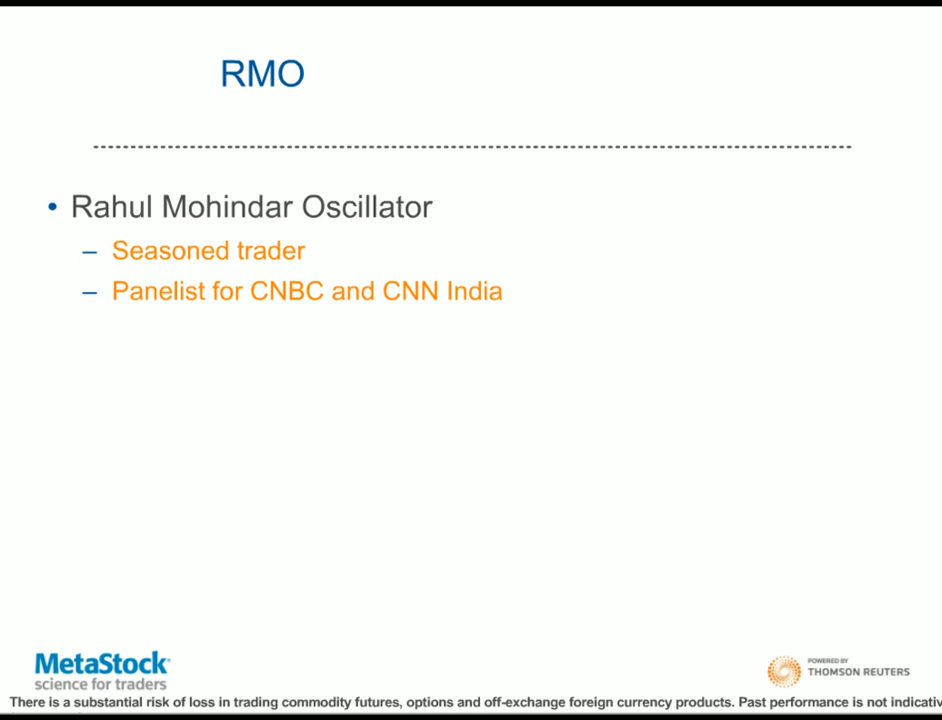 RMO
• Rahul Mohindar Oscillator
– Seasoned trader
– Panelist for CNBC and CNN India
MetaStock
science for traders
POWERED BY
THOMSON REUTERS
There is a substantial risk of loss in trading commodity futures, options and off-exchange foreign currency products. Past performance is not indicativ